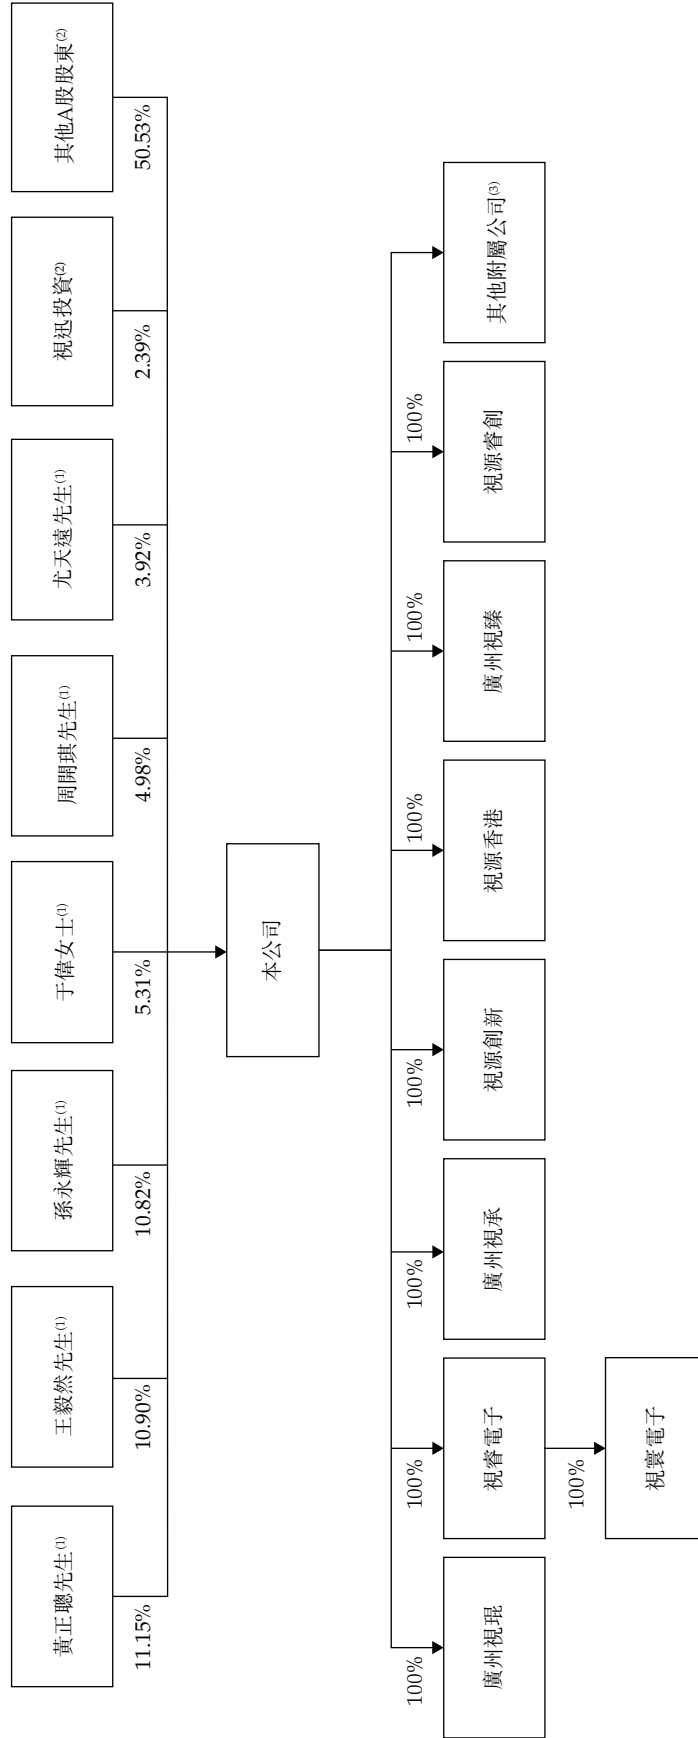 黃正聰先生(1)
王毅然先生(1)
孫永輝先生(1)
于偉女士(1)
周開琪先生(1)
尤天遠先生(1)
視迅投資(2)
其他A股股東(2)
11.15%
10.90%
10.82%
5.31%
4.98%
3.92%
2.39%
50.53%
本公司
100%
100%
100%
100%
100%
100%
100%
廣州視琨
視睿電子
廣州視承
視源創新
視源香港
廣州視臻
視源睿創
其他附屬公司(3)
100%
視寰電子